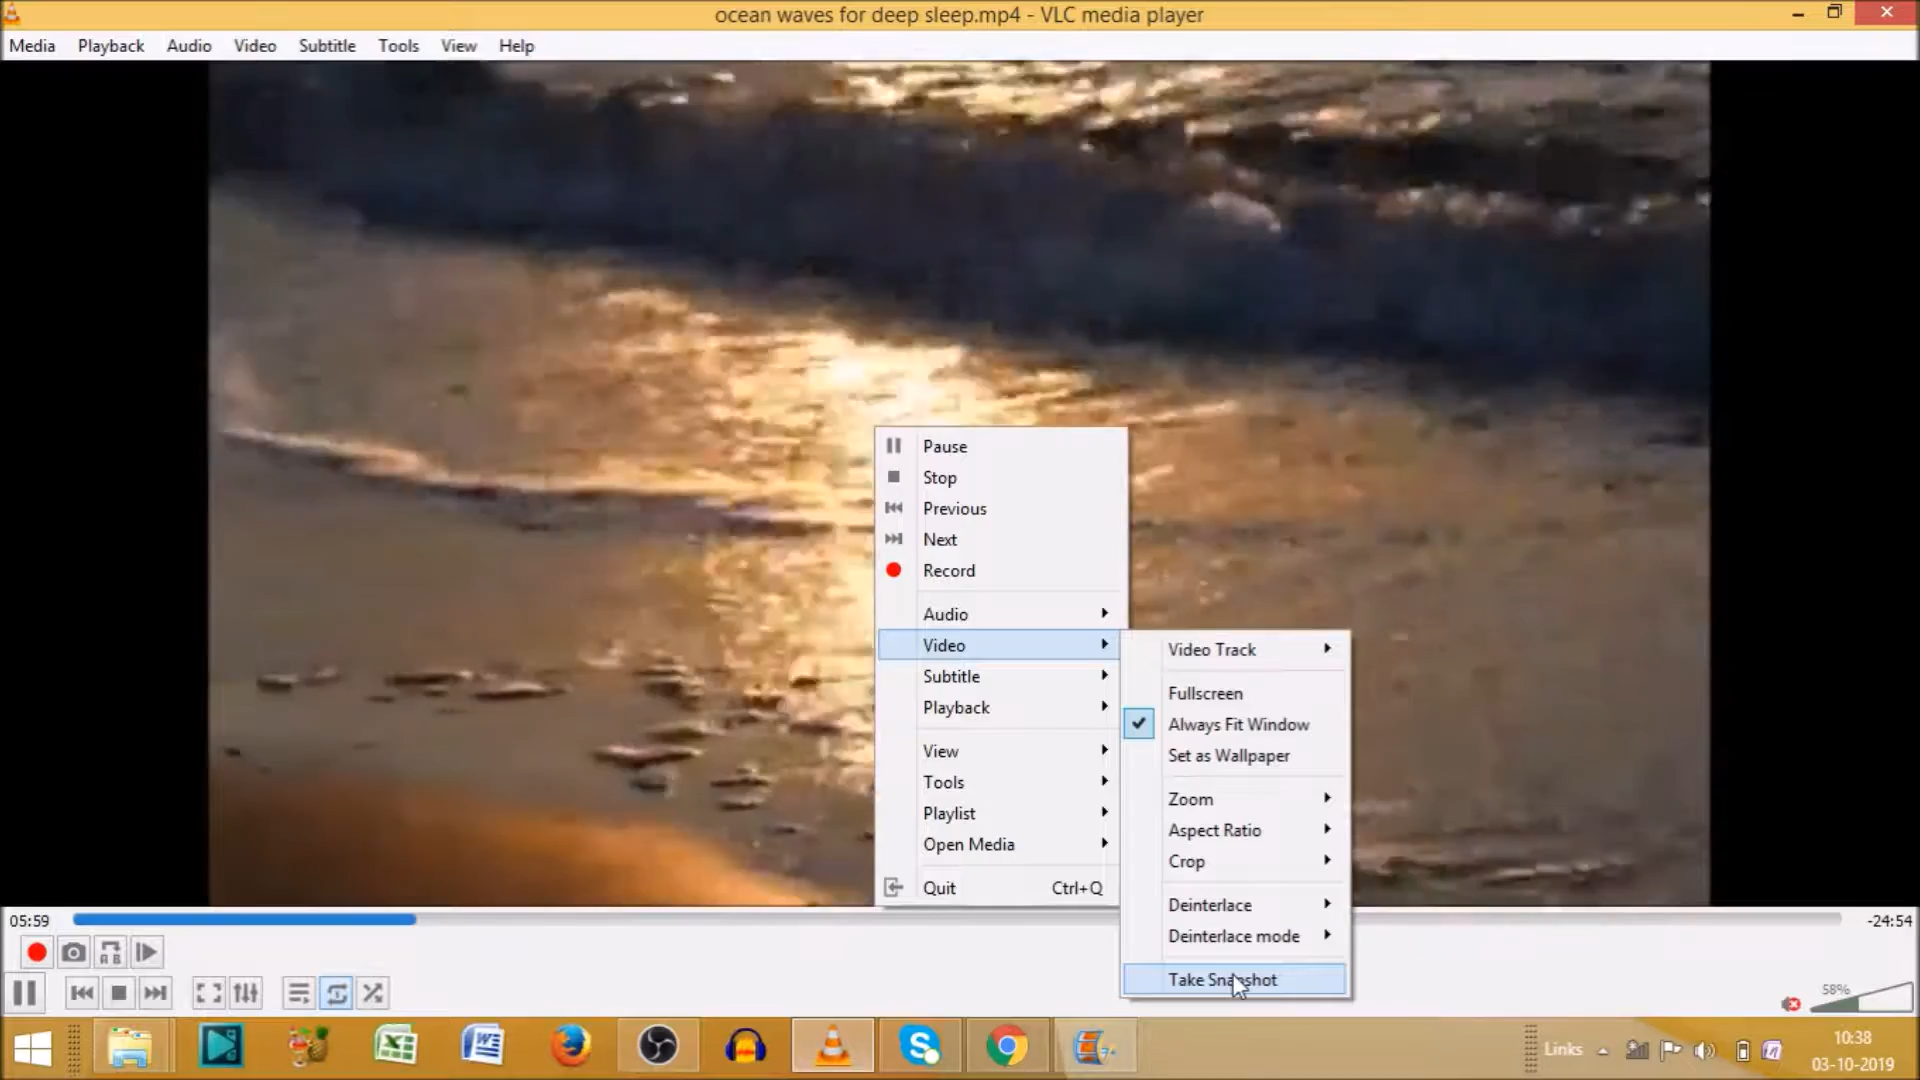 ocean waves for deep sleep.mp4 - VLC media player
Media Playback Audio Video Subtitle Tools View Help
Pause
Stop
Previous
Next
Record
Audio
Video
Subtitle
Playback
View
Tools
Playlist
Open Media
Quit Ctrl+Q
Video Track
Fullscreen
Always Fit Window
Set as Wallpaper
Zoom
Aspect Ratio
Crop
Deinterlace
Deinterlace mode
Take Snapshot
05:59 -24:54
58%
Links
10:38
03-10-2019